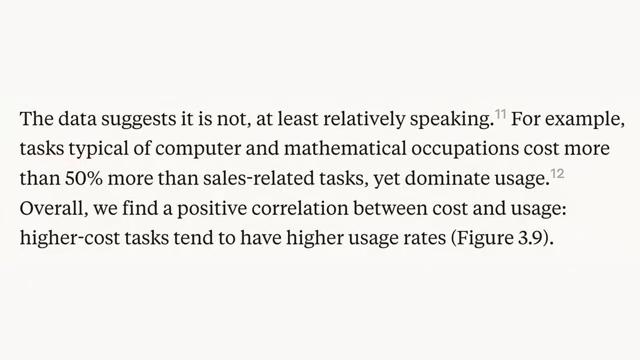 The data suggests it is not, at least relatively speaking.11 For example,
tasks typical of computer and mathematical occupations cost more
than 50% more than sales-related tasks, yet dominate usage.12
Overall, we find a positive correlation between cost and usage:
higher-cost tasks tend to have higher usage rates (Figure 3.9).